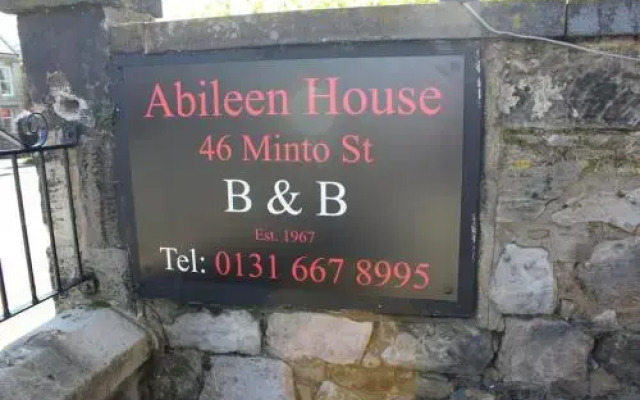 Abileen House
46 Minto St
B & B
Est. 1967
Tel: 0131 667 8995